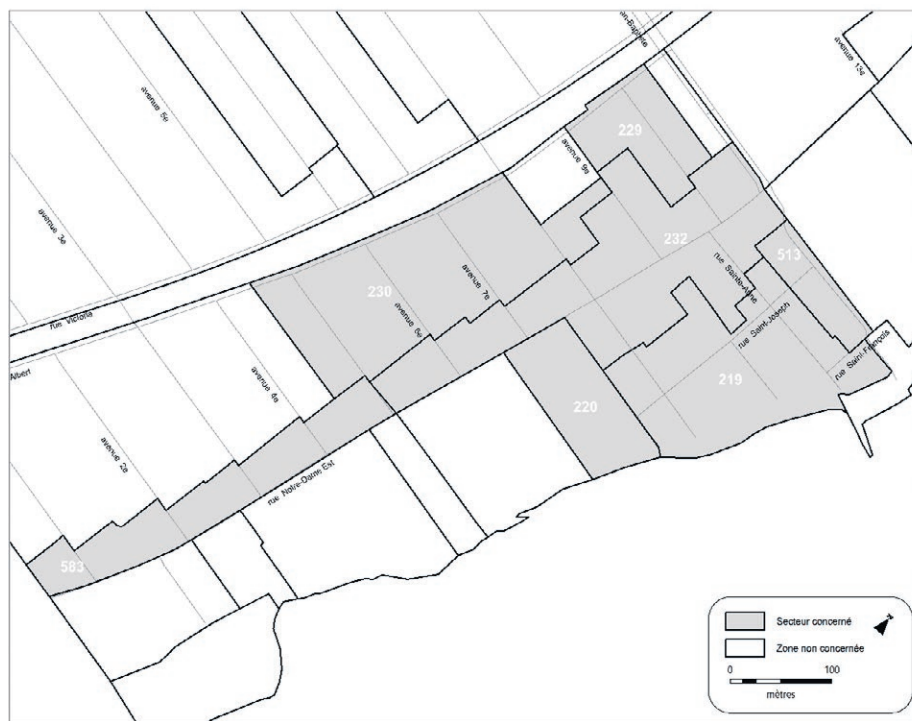 an-Baptiste
avenue 13e
avenue 5e
229
avenue 9e
avenue 3e
232
513
rue Sainte-Anne
avenue 7e
230
rue Victoria
rue Saint-Joseph
rue Saint-François
Albert
219
avenue 4e
220
avenue 2e
rue Notre-Dame Est
583
Secteur concerné
Zone non concernée
0 100
mètres